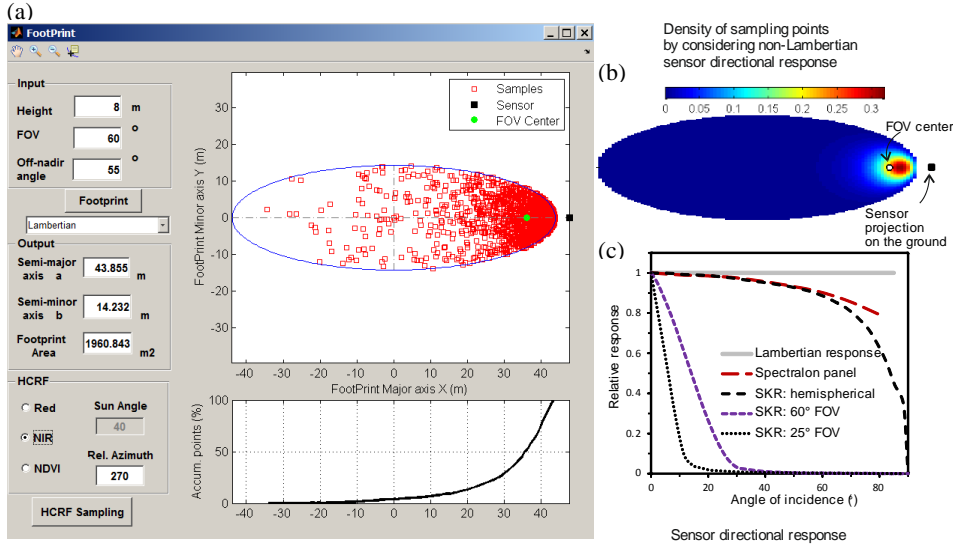 (a)
FootPrint
Input
Height 8 m
FOV 60 °
Off-nadir
angle 55 °
Footprint
Lambertian
Output
Semi-major
axis a 43.855 m
Semi-minor
axis b 14.232 m
Footprint
Area 1960.843 m2
HCRF
Red Sun Angle
40
NIR
Rel. Azimuth
NDVI 270
HCRF Sampling
Samples
Sensor
FOV Center
FootPrint Minor axis Y (m)
30
20
10
0
-10
-20
-30
-40 -30 -20 -10 0 10 20 30 40
FootPrint Major axis X (m)
Accum. points (%)
100
50
0
-40 -30 -20 -10 0 10 20 30 40
(b)
Density of sampling points
by considering non-Lambertian
sensor directional response
0 0.05 0.1 0.15 0.2 0.25 0.3
FOV center
Sensor
projection
on the ground
(c)
Relative response
1
0.8
0.6
0.4
0.2
0
Lambertian response
Spectralon panel
SKR: hemispherical
SKR: 60° FOV
SKR: 25° FOV
0 20 40 60 80
Angle of incidence (°)
Sensor directional response